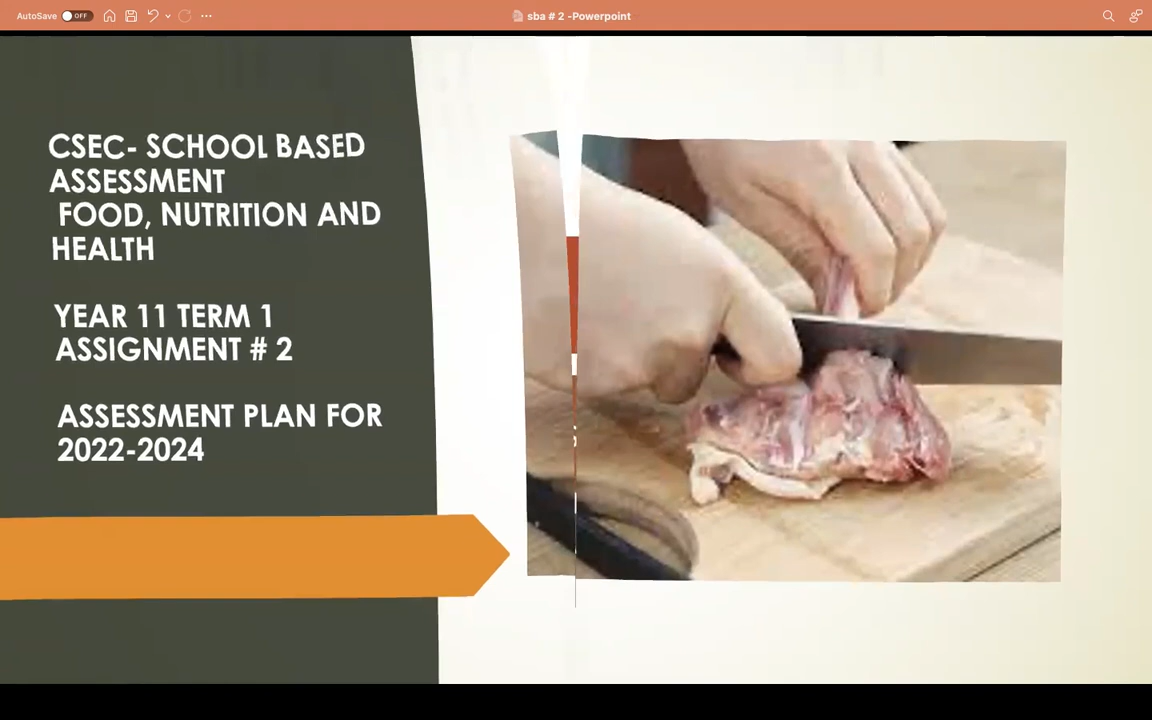 AutoSave OFF
sba # 2 -Powerpoint
CSEC- SCHOOL BASED
ASSESSMENT
FOOD, NUTRITION AND
HEALTH
YEAR 11 TERM 1
ASSIGNMENT # 2
ASSESSMENT PLAN FOR
2022-2024